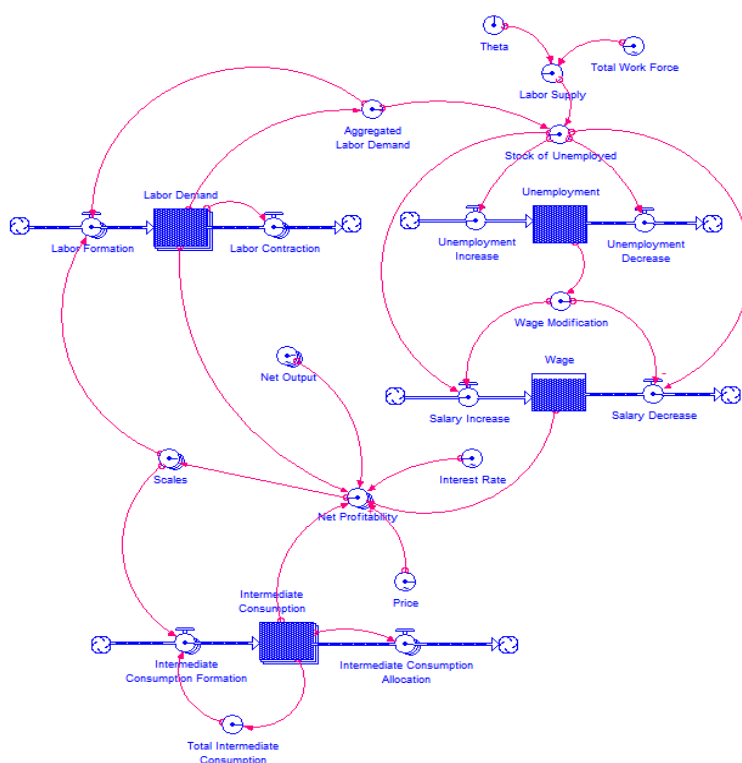 Theta
Total Work Force
Labor Supply
Aggregated
Labor Demand
Stock of Unemployed
Labor Demand
Unemployment
Labor Formation
Labor Contraction
Unemployment
Increase
Unemployment
Decrease
Wage Modification
Net Output
Wage
Salary Increase
Salary Decrease
Scales
Interest Rate
Net Profitability
Intermediate
Consumption
Price
Intermediate
Consumption Formation
Intermediate Consumption
Allocation
Total Intermediate
Consumption